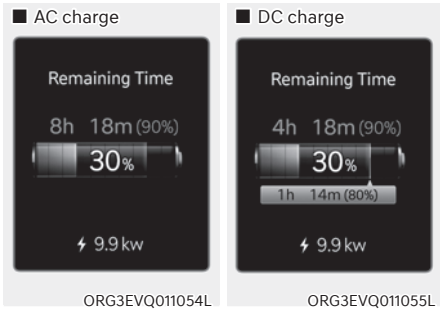 ■ AC charge
Remaining Time
8h 18m (90%)
30%
9.9 kw
ORG3EVQ011054L
■ DC charge
Remaining Time
4h 18m (90%)
30%
1h 14m (80%)
9.9 kw
ORG3EVQ011055L